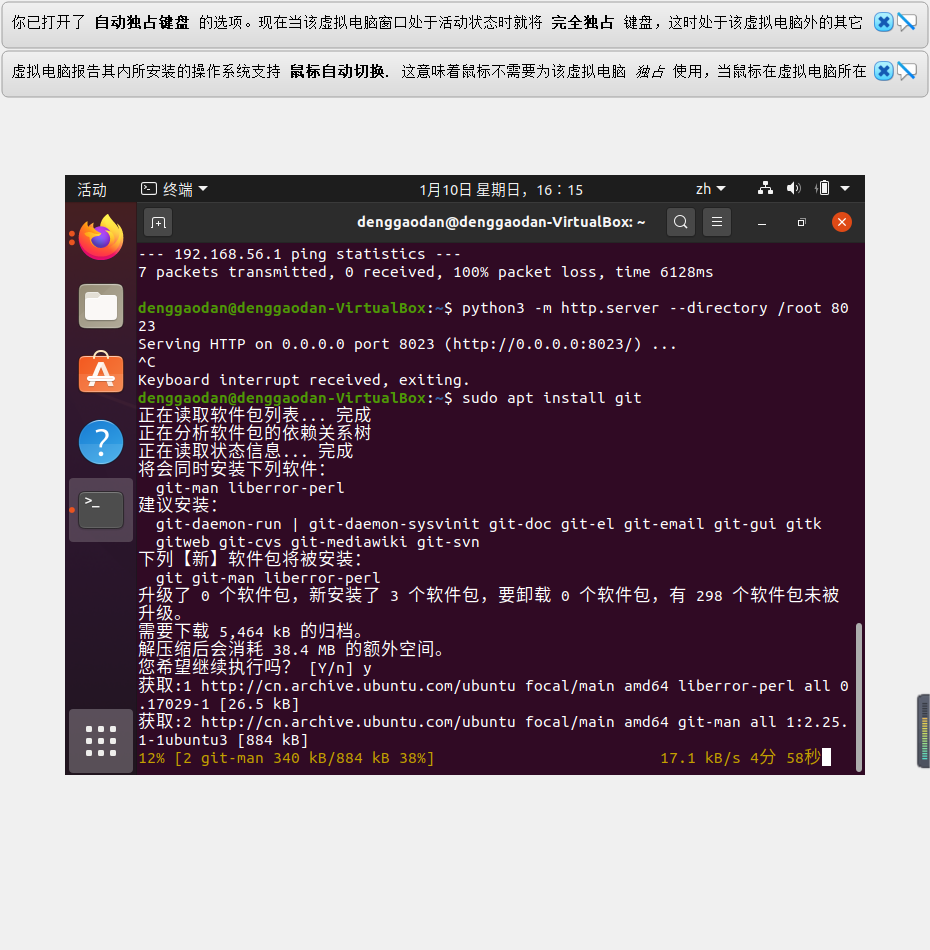 你已打开了 自动独占键盘 的选项。现在当该虚拟电脑窗口处于活动状态时就将 完全独占 键盘，这时处于该虚拟电脑外的其它
虚拟电脑报告其内所安装的操作系统支持 鼠标自动切换. 这意味着鼠标不需要为该虚拟电脑 独占 使用，当鼠标在虚拟电脑所在
活动 终端 1月10日 星期日，16：15 zh
denggaodan@denggaodan-VirtualBox: ~
--- 192.168.56.1 ping statistics ---
7 packets transmitted, 0 received, 100% packet loss, time 6128ms
denggaodan@denggaodan-VirtualBox:~$ python3 -m http.server --directory /root 80
23
Serving HTTP on 0.0.0.0 port 8023 (http://0.0.0.0:8023/) ...
^C
Keyboard interrupt received, exiting.
denggaodan@denggaodan-VirtualBox:~$ sudo apt install git
正在读取软件包列表... 完成
正在分析软件包的依赖关系树
正在读取状态信息... 完成
将会同时安装下列软件：
git-man liberror-perl
建议安装：
git-daemon-run | git-daemon-sysvinit git-doc git-el git-email git-gui gitk
gitweb git-cvs git-mediawiki git-svn
下列【新】软件包将被安装：
git git-man liberror-perl
升级了 0 个软件包，新安装了 3 个软件包，要卸载 0 个软件包，有 298 个软件包未被
升级。
需要下载 5,464 kB 的归档。
解压缩后会消耗 38.4 MB 的额外空间。
您希望继续执行吗？ [Y/n] y
获取:1 http://cn.archive.ubuntu.com/ubuntu focal/main amd64 liberror-perl all 0
.17029-1 [26.5 kB]
获取:2 http://cn.archive.ubuntu.com/ubuntu focal/main amd64 git-man all 1:2.25.
1-1ubuntu3 [884 kB]
12% [2 git-man 340 kB/884 kB 38%] 17.1 kB/s 4分 58秒